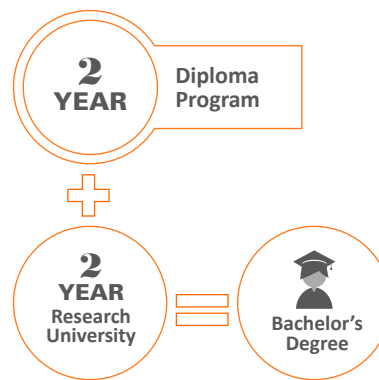 2
YEAR
Diploma
Program
2
YEAR
Research
University
Bachelor's
Degree